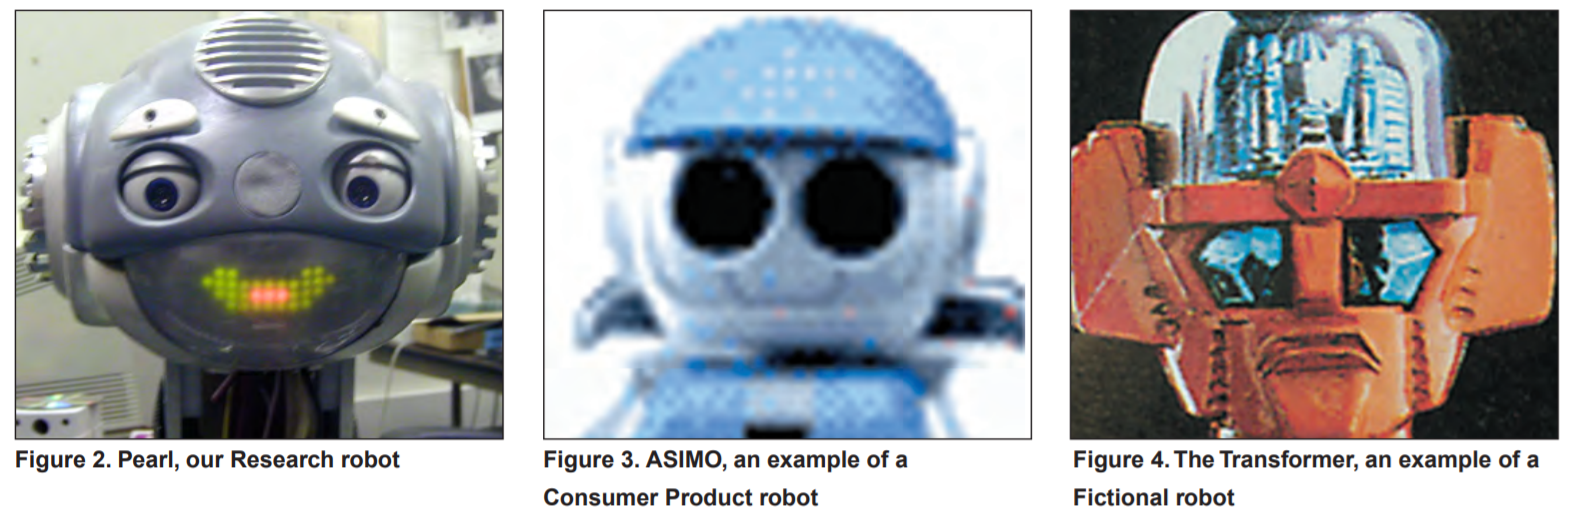 Figure 2. Pearl, our Research robot
Figure 3. ASIMO, an example of a
Consumer Product robot
Figure 4. The Transformer, an example of a
Fictional robot